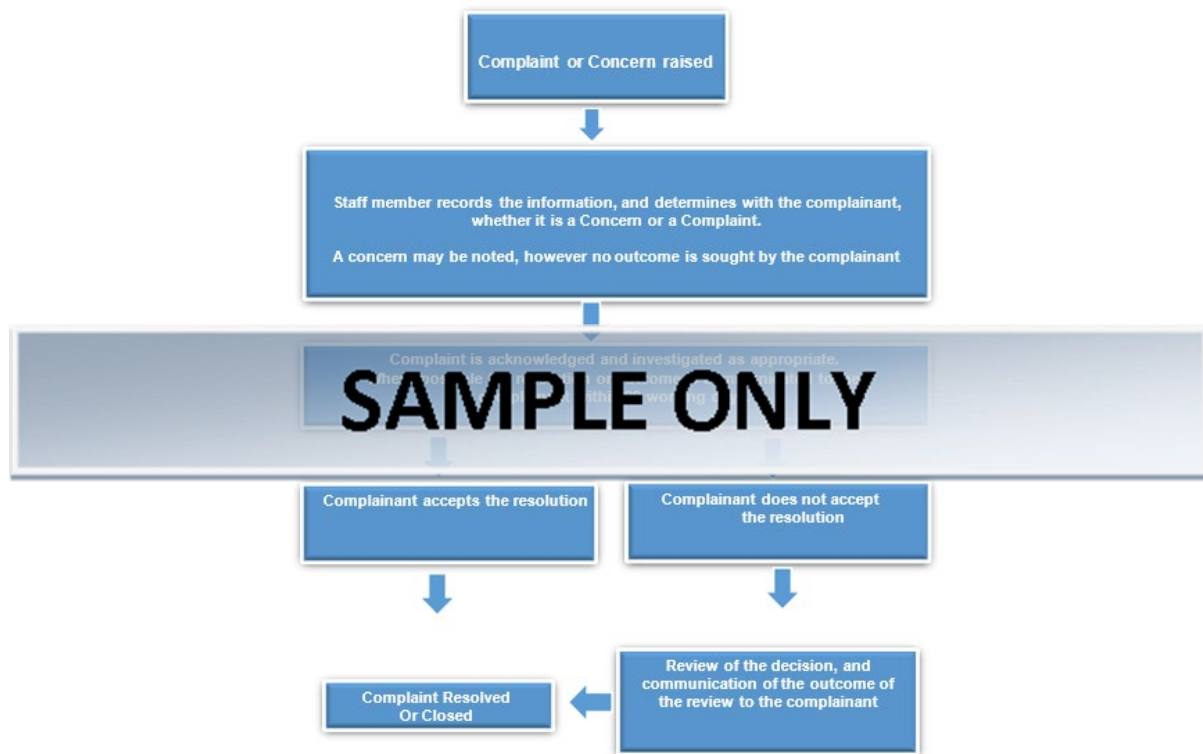 Complaint or Concern raised
Staff member records the information, and determines with the complainant,
whether it is a Concern or a Complaint.
A concern may be noted, however no outcome is sought by the complainant
Complaint is acknowledged and investigated as appropriate.
SAMPLE ONLY
within working
Complainant accepts the resolution
Complainant does not accept
the resolution
Review of the decision, and
communication of the outcome of
the review to the complainant
Complaint Resolved
Or Closed